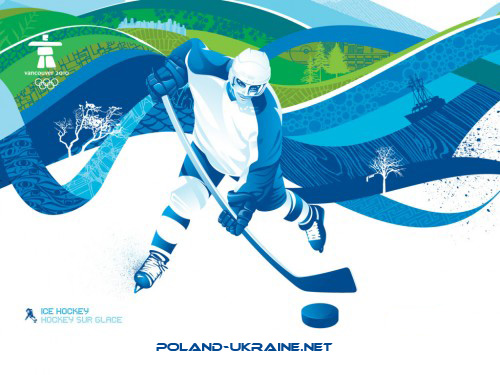 vancouver 2010
ICE HOCKEY
HOCKEY SUR GLACE
POLAND-UKRAINE.NET